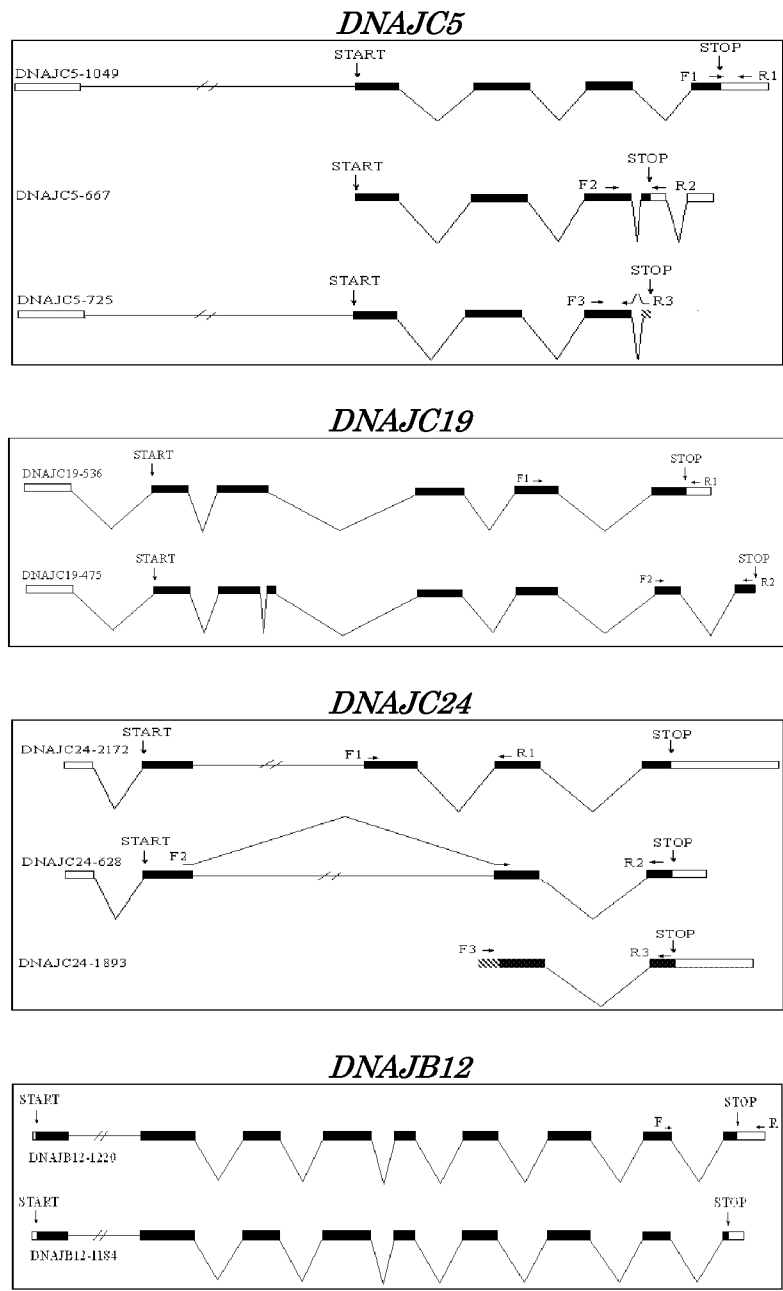 DNAJC5
START
STOP
DNAJC5-1049
F1
R1
START
STOP
DNAJC5-667
F2
R2
START
STOP
DNAJC5-725
F3
R3
DNAJC19
START
STOP
DNAJC19-536
F1
R1
START
STOP
DNAJC19-475
F2
R2
DNAJC24
START
STOP
DNAJC24-2172
F1
R1
START
STOP
DNAJC24-628
F2
R2
STOP
DNAJC24-1893
F3
R3
DNAJB12
START
STOP
F
R
DNAJB12-1220
START
STOP
DNAJB12-1184